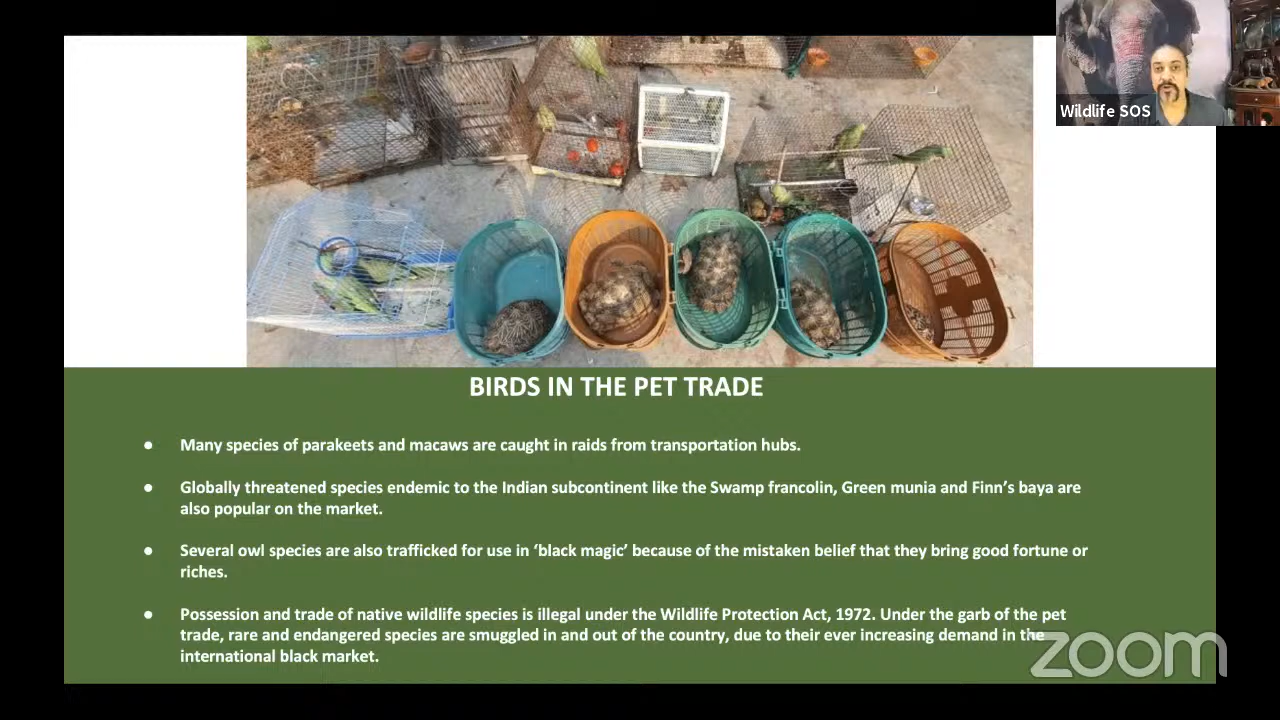 Wildlife SOS
BIRDS IN THE PET TRADE
● Many species of parakeets and macaws are caught in raids from transportation hubs.
● Globally threatened species endemic to the Indian subcontinent like the Swamp francolin, Green munia and Finn's baya are
also popular on the market.
● Several owl species are also trafficked for use in ‘black magic’ because of the mistaken belief that they bring good fortune or
riches.
● Possession and trade of native wildlife species is illegal under the Wildlife Protection Act, 1972. Under the garb of the pet
trade, rare and endangered species are smuggled in and out of the country, due to their ever increasing demand in the
international black market.
zoom